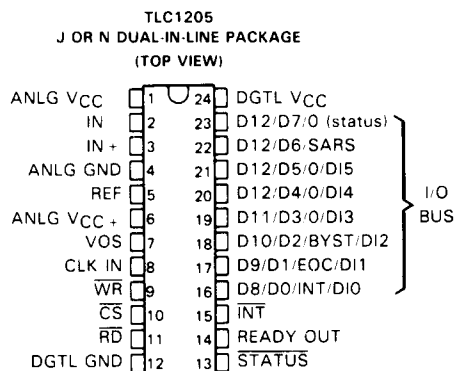 TLC1205
J OR N DUAL-IN-LINE PACKAGE
(TOP VIEW)
ANLG VCC 1 24 DGTL VCC
IN 2 23 D12/D7/0 (status)
IN + 3 22 D12/D6/SARS
ANLG GND 4 21 D12/D5/0/DI5
REF 5 20 D12/D4/0/DI4
ANLG VCC + 6 19 D11/D3/0/DI3
VOS 7 18 D10/D2/BYST/DI2
CLK IN 8 17 D9/D1/EOC/DI1
WR 9 16 D8/D0/INT/DI0
CS 10 15 INT
RD 11 14 READY OUT
DGTL GND 12 13 STATUS
I/O
BUS